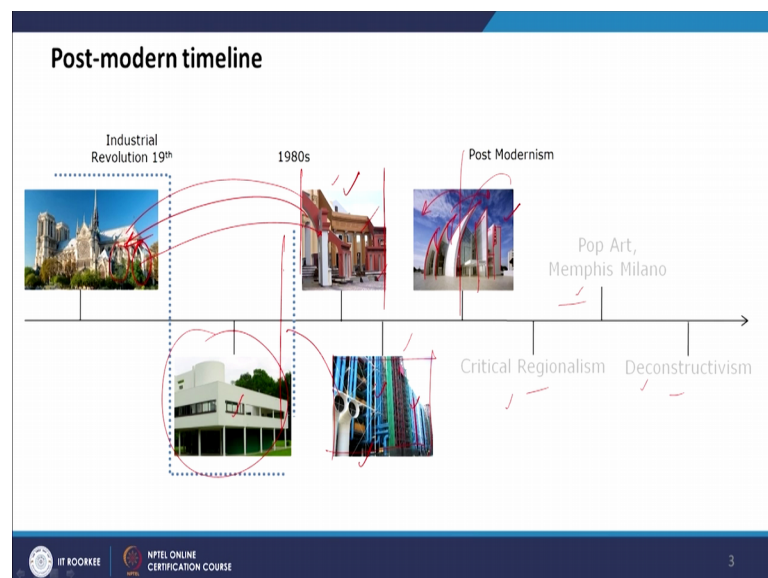 Post-modern timeline
Industrial
Revolution 19th
1980s
Post Modernism
Pop Art,
Memphis Milano
Critical Regionalism
Deconstructivism
IIT ROORKEE
NPTEL ONLINE
CERTIFICATION COURSE
3